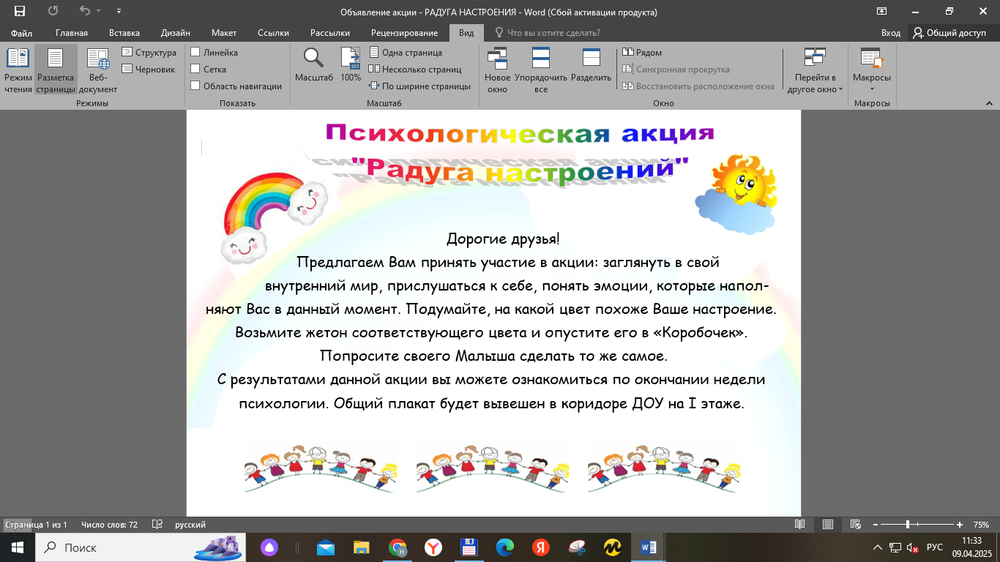 Объявление акции - РАДУГА НАСТРОЕНИЯ - Word (Сбой активации продукта)
Файл Главная Вставка Дизайн Макет Ссылки Рассылки Рецензирование Вид Что вы хотите сделать? Вход Общий доступ
Режим чтения
Разметка страницы
Веб-документ
Структура
Черновик
Режимы
Линейка
Сетка
Область навигации
Показать
Масштаб
100%
Одна страница
Несколько страниц
По ширине страницы
Масштаб
Новое окно
Упорядочить все
Разделить
Рядом
Синхронная прокрутка
Восстановить расположение окна
Перейти в другое окно
Окно
Макросы
Макросы
Психологическая акция
"Радуга настроений"
Дорогие друзья!
Предлагаем Вам принять участие в акции: заглянуть в свой
внутренний мир, прислушаться к себе, понять эмоции, которые напол-
няют Вас в данный момент. Подумайте, на какой цвет похоже Ваше настроение.
Возьмите жетон соответствующего цвета и опустите его в «Коробочек».
Попросите своего Малыша сделать то же самое.
С результатами данной акции вы можете ознакомиться по окончании недели
психологии. Общий плакат будет вывешен в коридоре ДОУ на I этаже.
Страница 1 из 1 Число слов: 72 русский 75%
Поиск РУС 11:33
09.04.2025